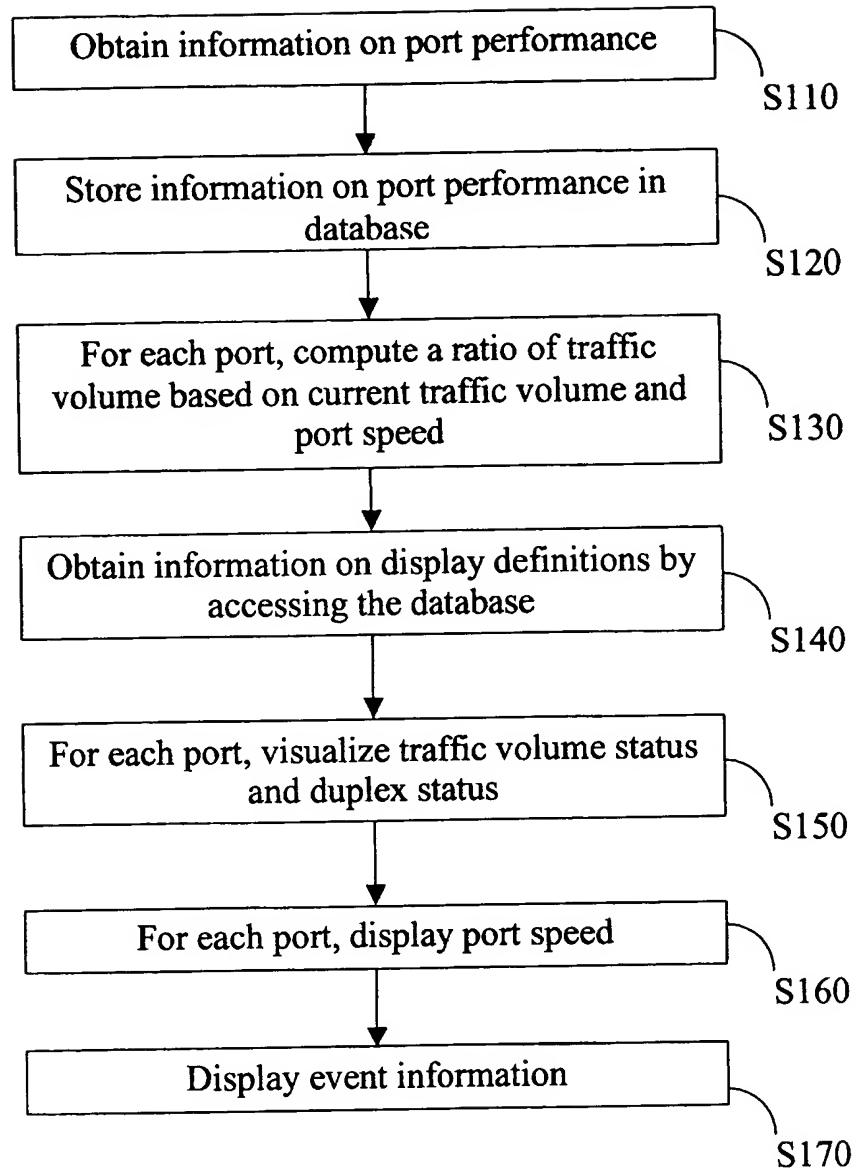 Obtain information on port performance
S110
Store information on port performance in
database
S120
For each port, compute a ratio of traffic
volume based on current traffic volume and
port speed
S130
Obtain information on display definitions by
accessing the database
S140
For each port, visualize traffic volume status
and duplex status
S150
For each port, display port speed
S160
Display event information
S170